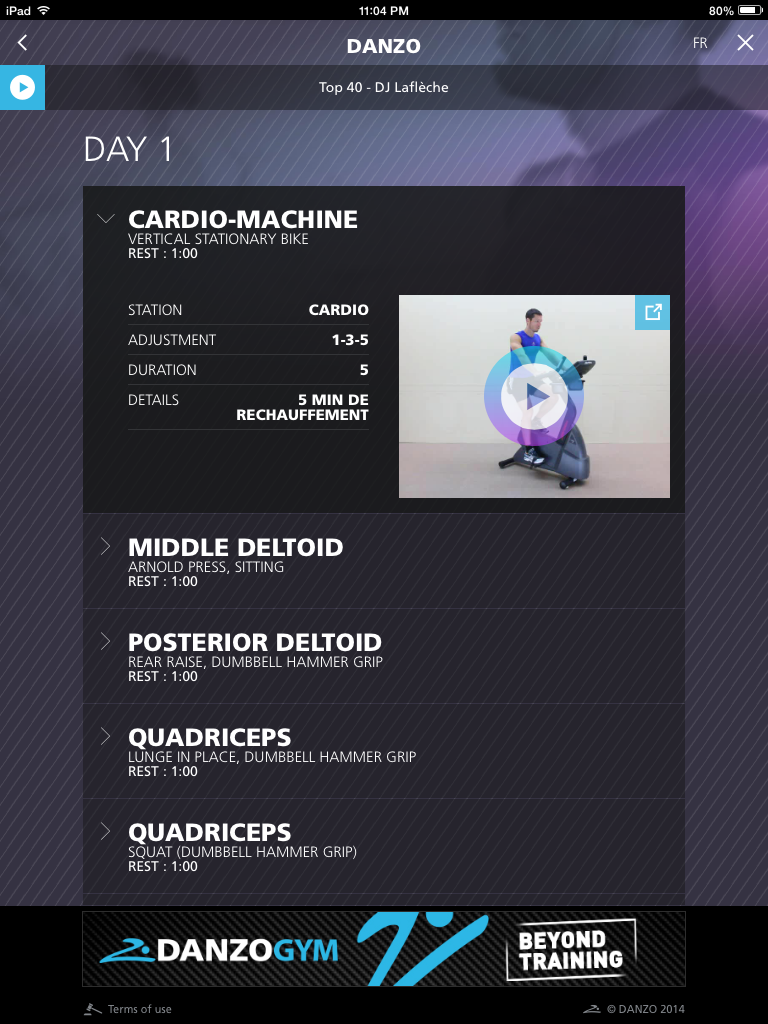 iPad
11:04 PM
80%
DANZO
FR
Top 40 - DJ Laflèche
DAY 1
CARDIO-MACHINE
VERTICAL STATIONARY BIKE
REST : 1:00
STATION CARDIO
ADJUSTMENT 1-3-5
DURATION 5
DETAILS 5 MIN DE
RECHAUFFEMENT
MIDDLE DELTOID
ARNOLD PRESS, SITTING
REST : 1:00
POSTERIOR DELTOID
REAR RAISE, DUMBBELL HAMMER GRIP
REST : 1:00
QUADRICEPS
LUNGE IN PLACE, DUMBBELL HAMMER GRIP
REST : 1:00
QUADRICEPS
SQUAT (DUMBBELL HAMMER GRIP)
REST : 1:00
DANZOGYM
BEYOND
TRAINING
Terms of use
© DANZO 2014